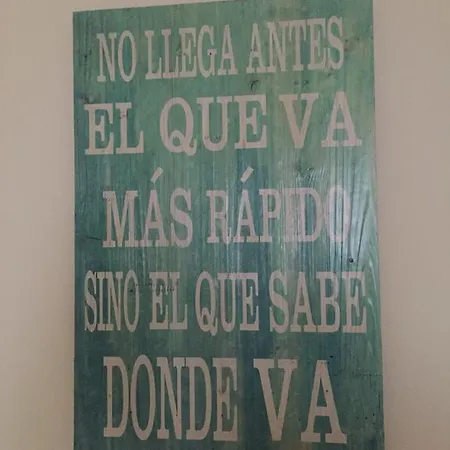 NO LLEGA ANTES
EL QUE VA
MÁS RÁPIDO
SINO EL QUE SABE
DONDE VA